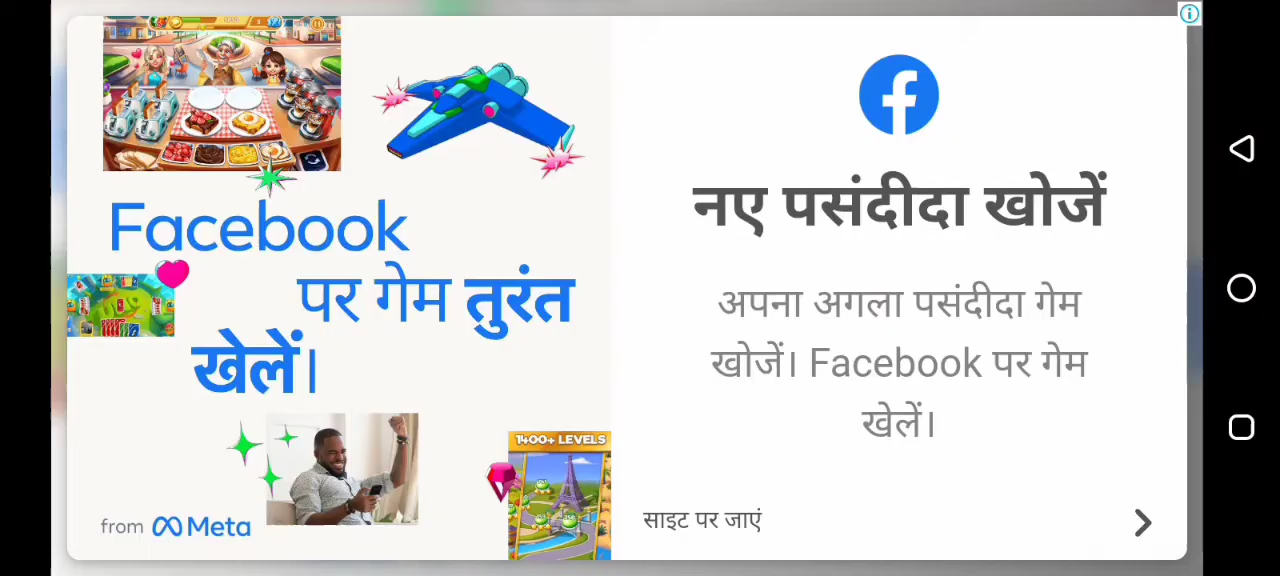 Facebook
पर गेम तुरंत
खेलें।
1400+ LEVELS
from Meta
नए पसंदीदा खोजें
अपना अगला पसंदीदा गेम
खोजें। Facebook पर गेम
खेलें।
साइट पर जाएं